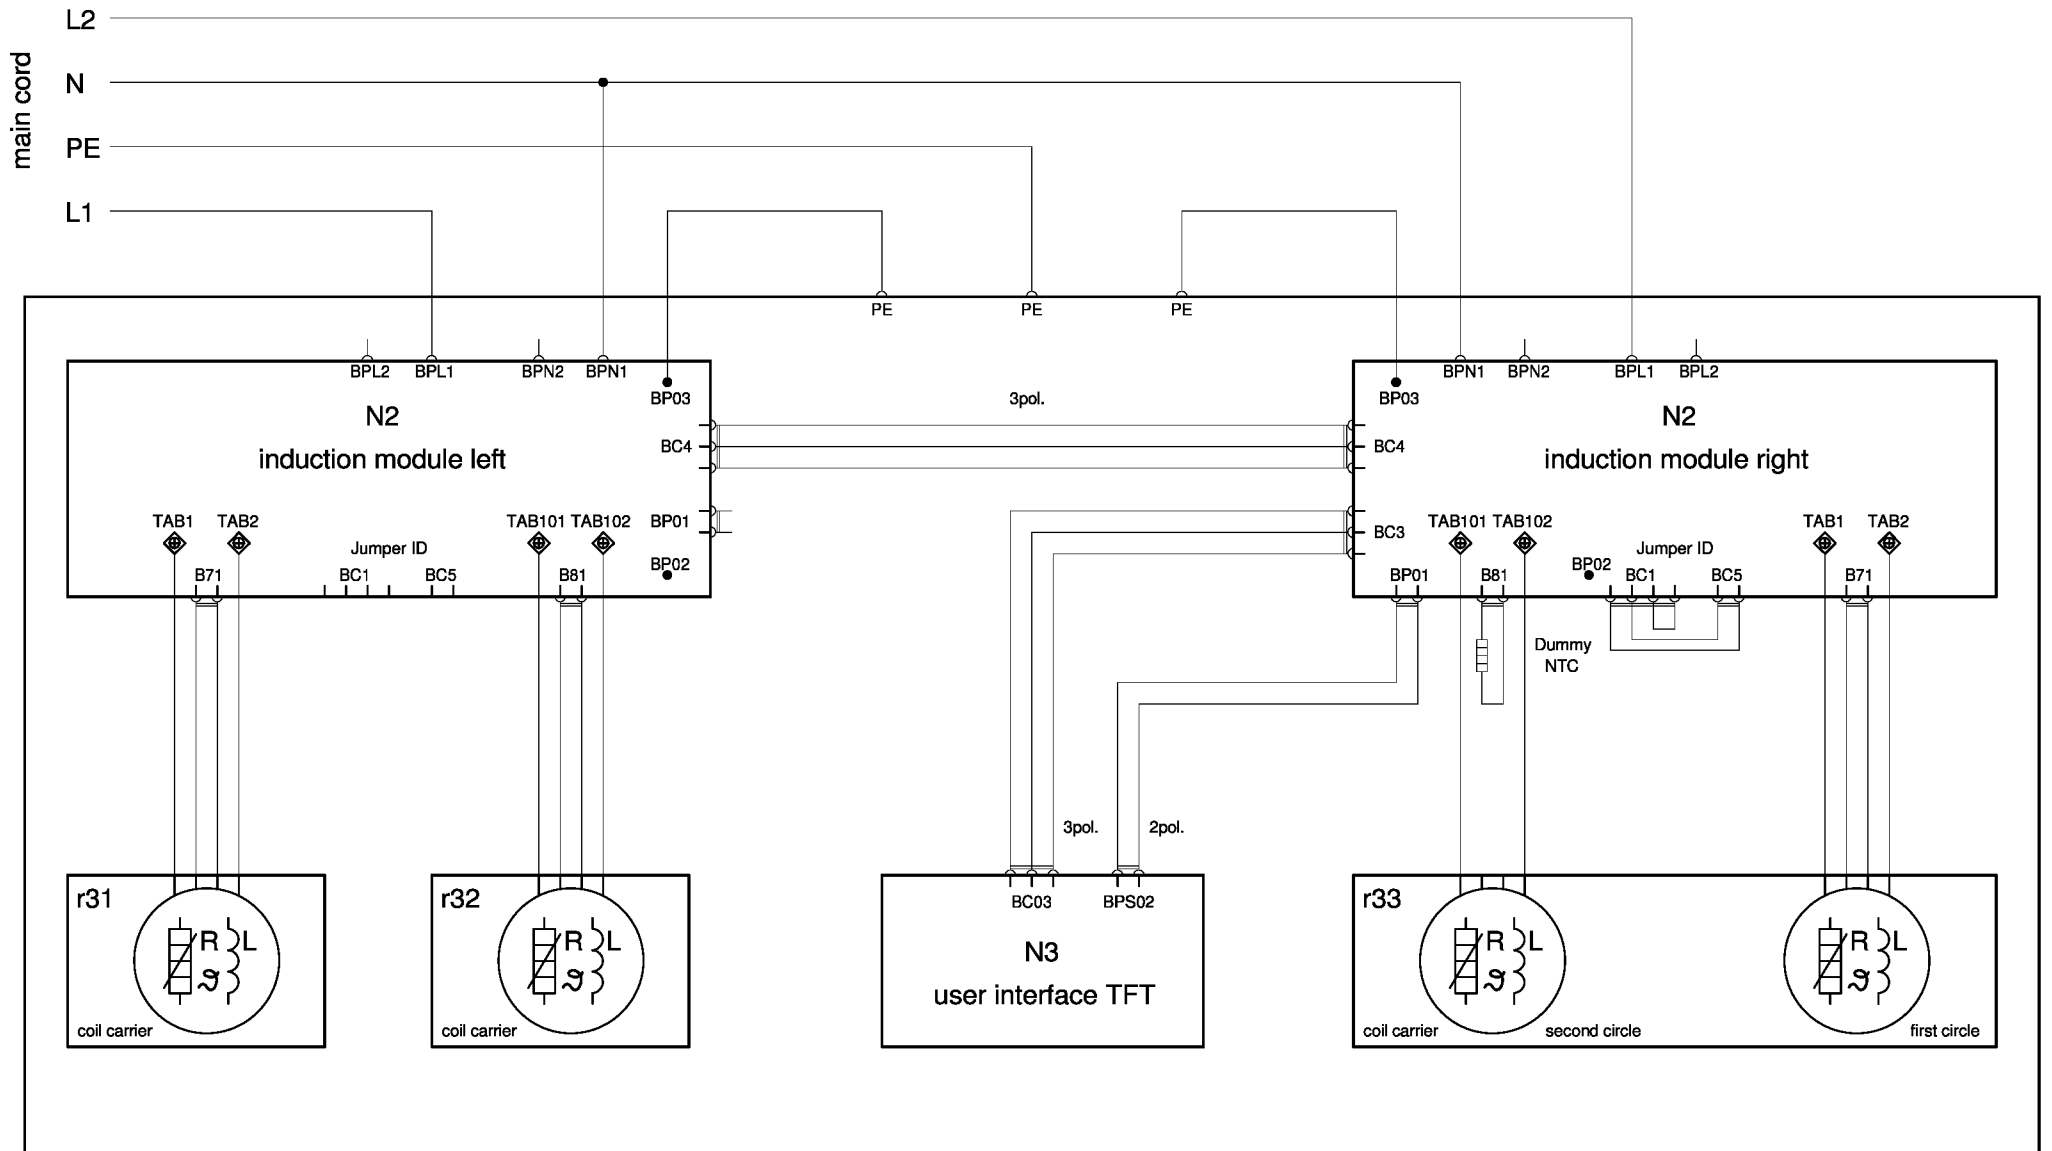 L2
main cord
N
PE
L1
PE PE PE
BPL2 BPL1 BPN2 BPN1
BPN1 BPN2 BPL1 BPL2
BP03
3pol.
BP03
N2
N2
BC4
BC4
induction module left
induction module right
TAB1 TAB2
TAB101 TAB102
BP01
BC3
TAB101 TAB102
TAB1 TAB2
Jumper ID
BP02
BP02
Jumper ID
B71
BC1
BC5
B81
BP01
B81
BC1
BC5
B71
Dummy
NTC
3pol.
2pol.
r31
r32
BC03
BPS02
r33
R L
ϑ
R L
ϑ
N3
R L
ϑ
R L
ϑ
user interface TFT
coil carrier
coil carrier
coil carrier
second circle
first circle